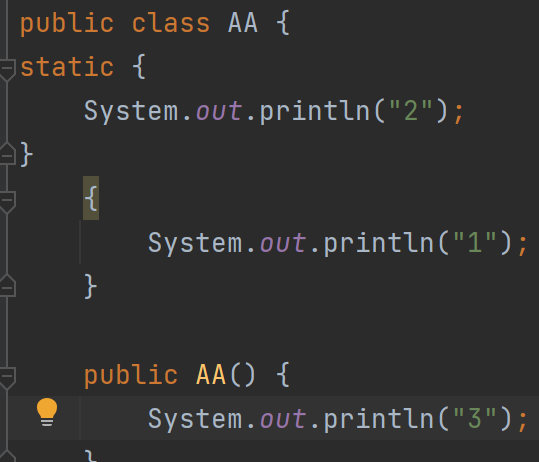 public class AA {
static {
System.out.println("2");
}
{
System.out.println("1");
}
public AA() {
System.out.println("3");
}